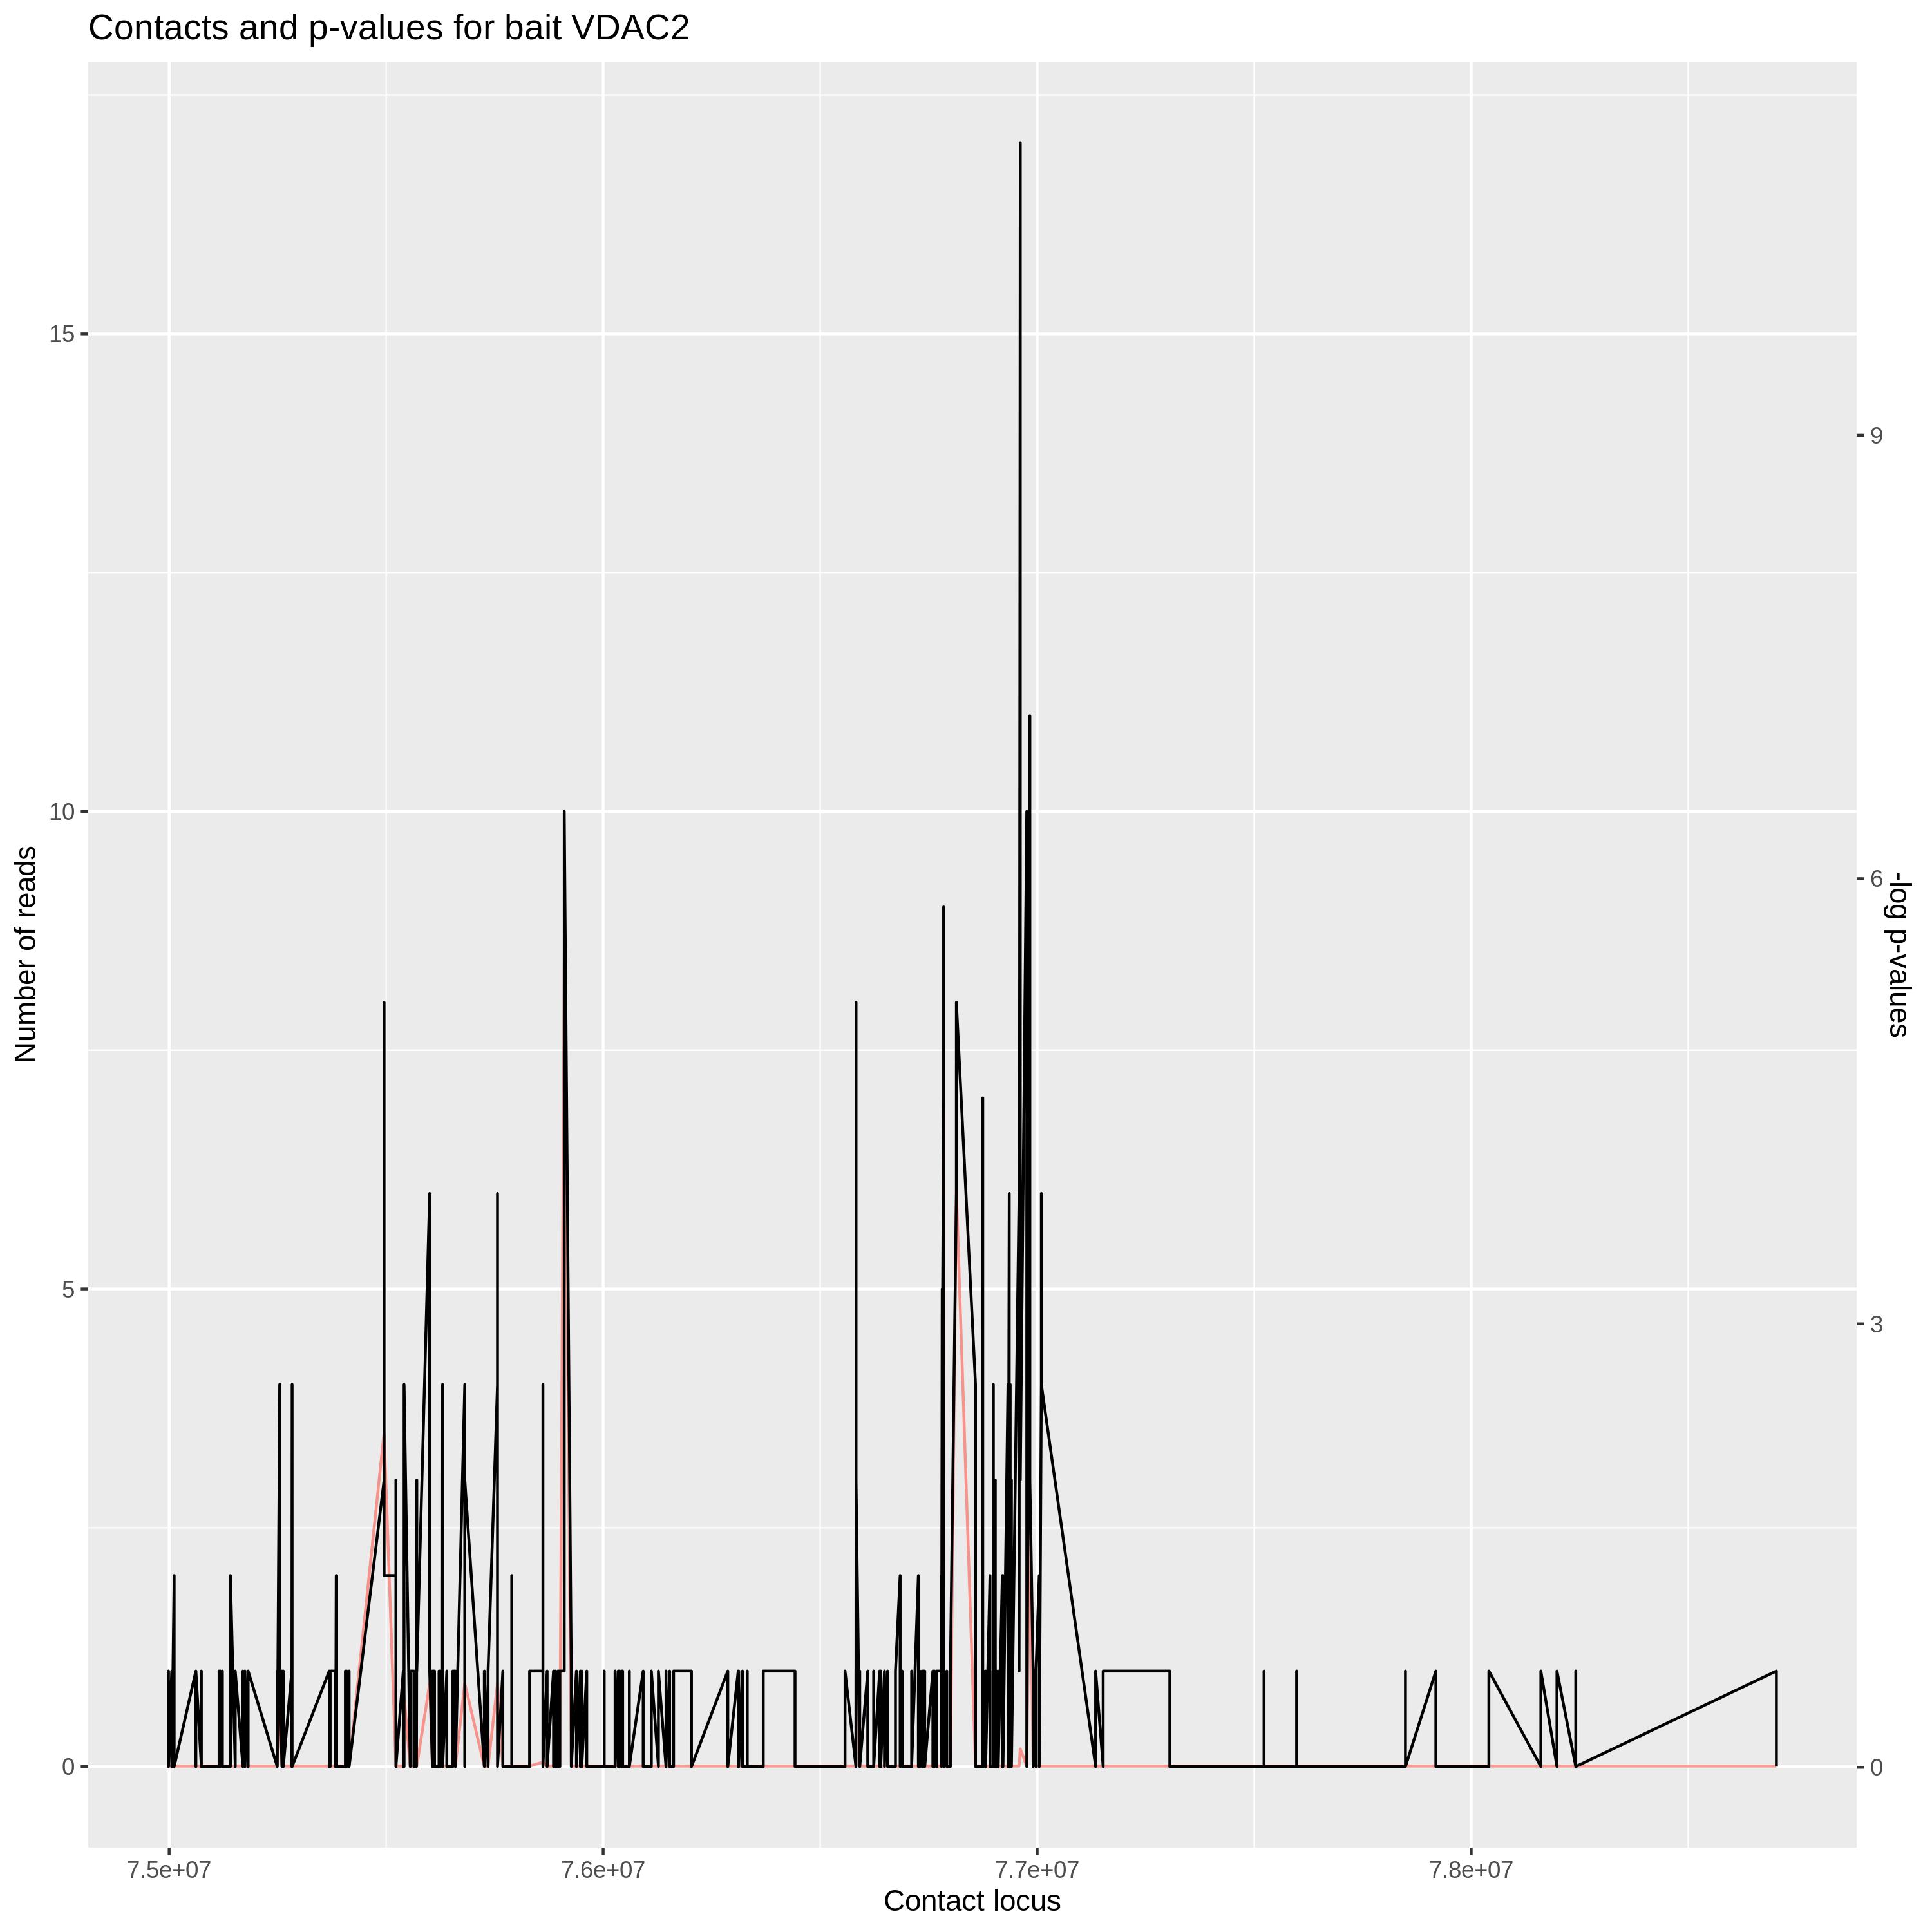 Contacts and p-values for bait VDAC2
15
10
5
0
Number of reads
9
6
3
0
-log p-values
7.5e+07
7.6e+07
7.7e+07
7.8e+07
Contact locus